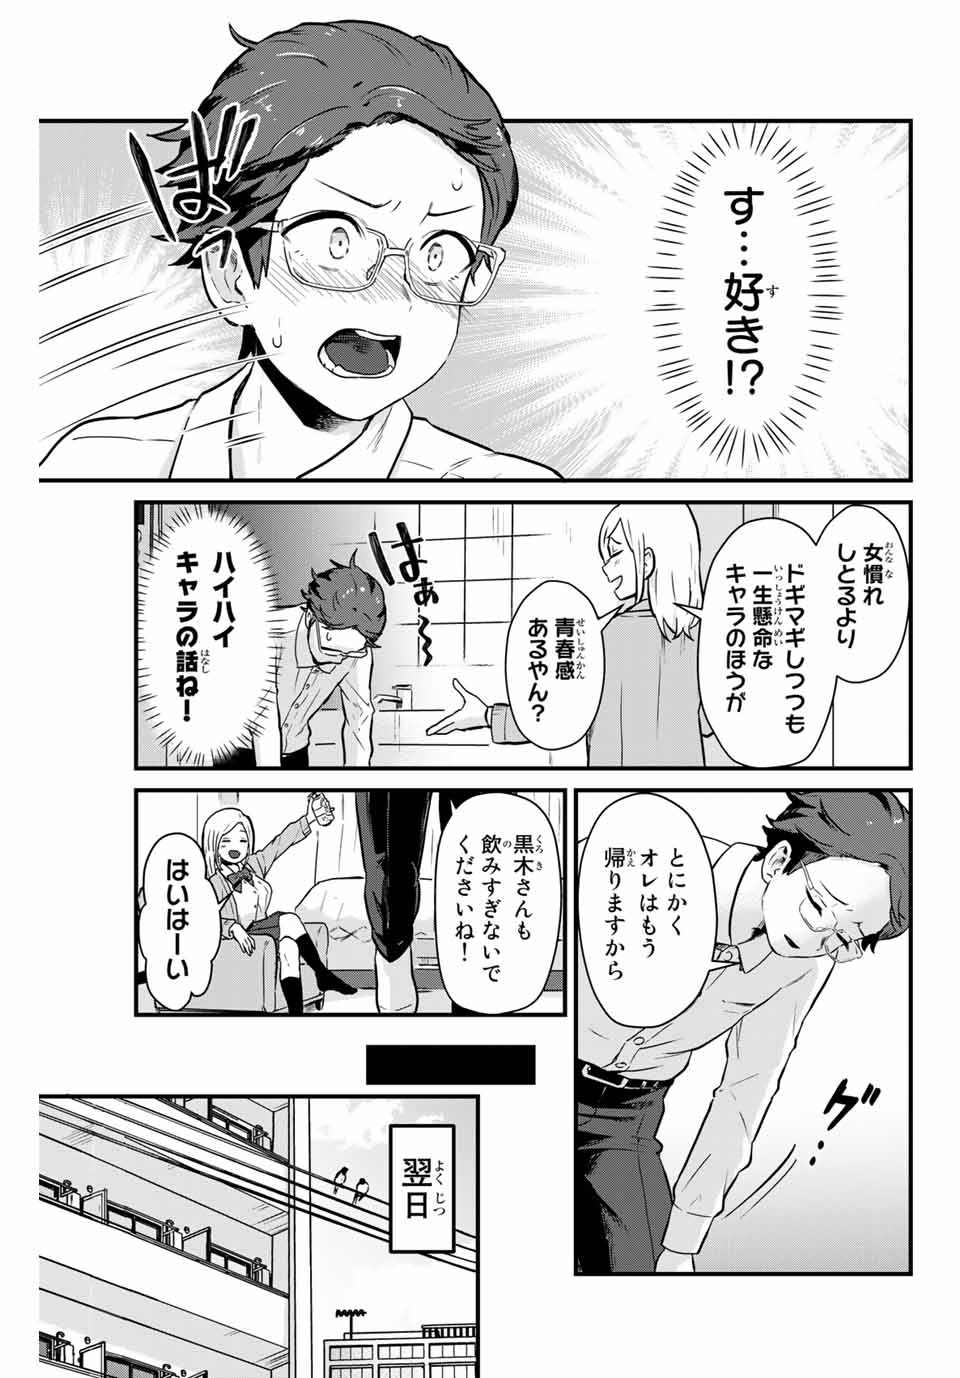 す…好き!?
ばっ
女慣れ
しとるより
ドギマギしつつも
一生懸命な
キャラのほうが
青春感
あるやん?
はぁ〜〜
ハイハイ
キャラの話ね!
とにかく
オレはもう
帰りますから
グ…
黒木さんも
飲みすぎないで
くださいね!
はいはーい
翌日